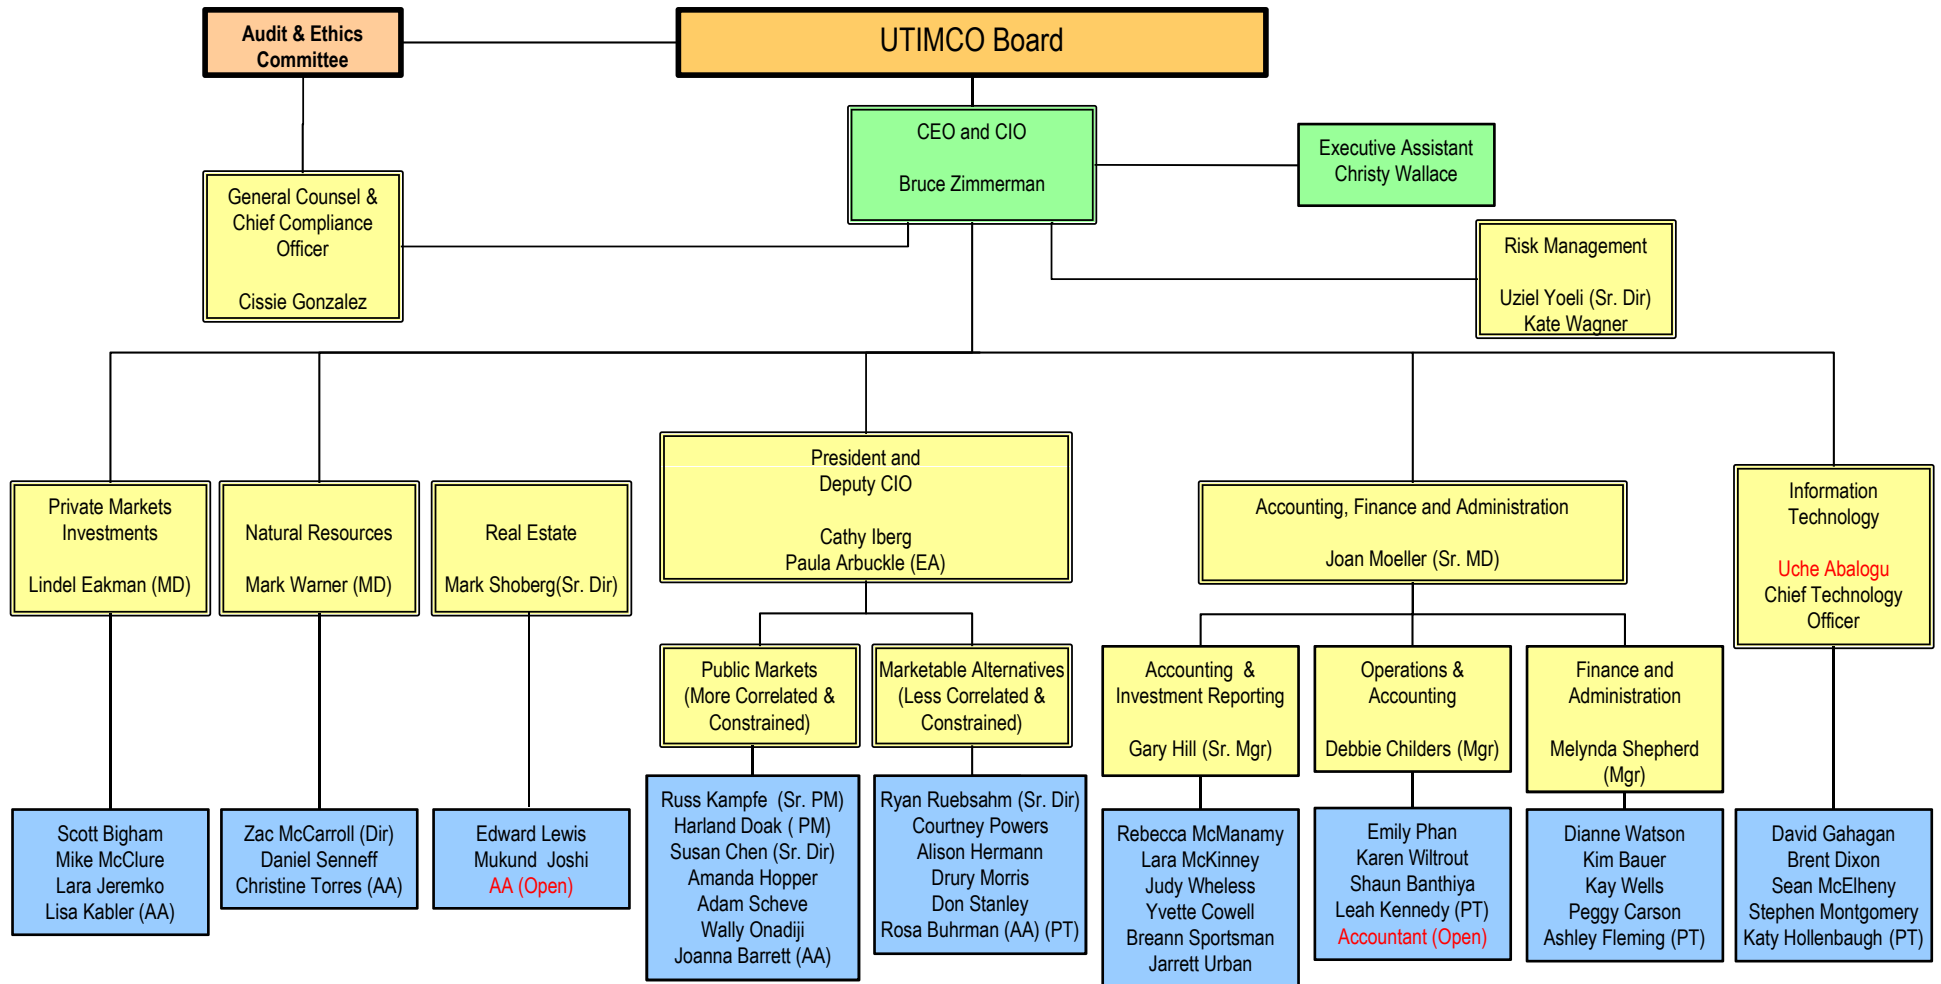 Audit & Ethics
Committee
UTIMCO Board
CEO and CIO
Bruce Zimmerman
Executive Assistant
Christy Wallace
General Counsel &
Chief Compliance
Officer
Cissie Gonzalez
Risk Management
Uziel Yoeli (Sr. Dir)
Kate Wagner
Private Markets
Investments
Lindel Eakman (MD)
Natural Resources
Mark Warner (MD)
Real Estate
Mark Shoberg(Sr. Dir)
President and
Deputy CIO
Cathy Iberg
Paula Arbuckle (EA)
Accounting, Finance and Administration
Joan Moeller (Sr. MD)
Information
Technology
Uche Abalogu
Chief Technology
Officer
Public Markets
(More Correlated &
Constrained)
Marketable Alternatives
(Less Correlated &
Constrained)
Accounting &
Investment Reporting
Gary Hill (Sr. Mgr)
Operations &
Accounting
Debbie Childers (Mgr)
Finance and
Administration
Melynda Shepherd
(Mgr)
Scott Bigham
Mike McClure
Lara Jeremko
Lisa Kabler (AA)
Zac McCarroll (Dir)
Daniel Senneff
Christine Torres (AA)
Edward Lewis
Mukund Joshi
AA (Open)
Russ Kampfe (Sr. PM)
Harland Doak ( PM)
Susan Chen (Sr. Dir)
Amanda Hopper
Adam Scheve
Wally Onadiji
Joanna Barrett (AA)
Ryan Ruebsahm (Sr. Dir)
Courtney Powers
Alison Hermann
Drury Morris
Don Stanley
Rosa Buhrman (AA) (PT)
Rebecca McManamy
Lara McKinney
Judy Wheless
Yvette Cowell
Breann Sportsman
Jarrett Urban
Emily Phan
Karen Wiltrout
Shaun Banthiya
Leah Kennedy (PT)
Accountant (Open)
Dianne Watson
Kim Bauer
Kay Wells
Peggy Carson
Ashley Fleming (PT)
David Gahagan
Brent Dixon
Sean McElheny
Stephen Montgomery
Katy Hollenbaugh (PT)